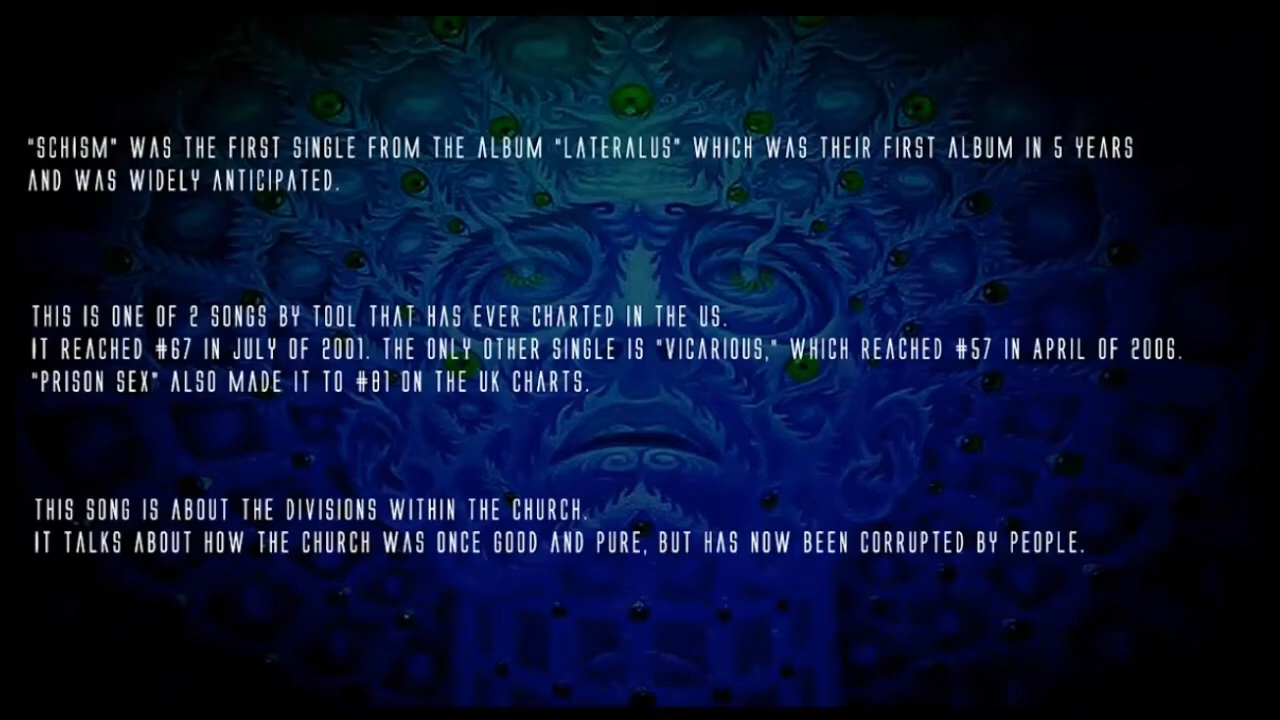 "SCHISM" WAS THE FIRST SINGLE FROM THE ALBUM "LATERALUS" WHICH WAS THEIR FIRST ALBUM IN 5 YEARS
AND WAS WIDELY ANTICIPATED.
THIS IS ONE OF 2 SONGS BY TOOL THAT HAS EVER CHARTED IN THE US.
IT REACHED #67 IN JULY OF 2001. THE ONLY OTHER SINGLE IS "VICARIOUS," WHICH REACHED #57 IN APRIL OF 2006.
"PRISON SEX" ALSO MADE IT TO #81 ON THE UK CHARTS.
THIS SONG IS ABOUT THE DIVISIONS WITHIN THE CHURCH.
IT TALKS ABOUT HOW THE CHURCH WAS ONCE GOOD AND PURE, BUT HAS NOW BEEN CORRUPTED BY PEOPLE.